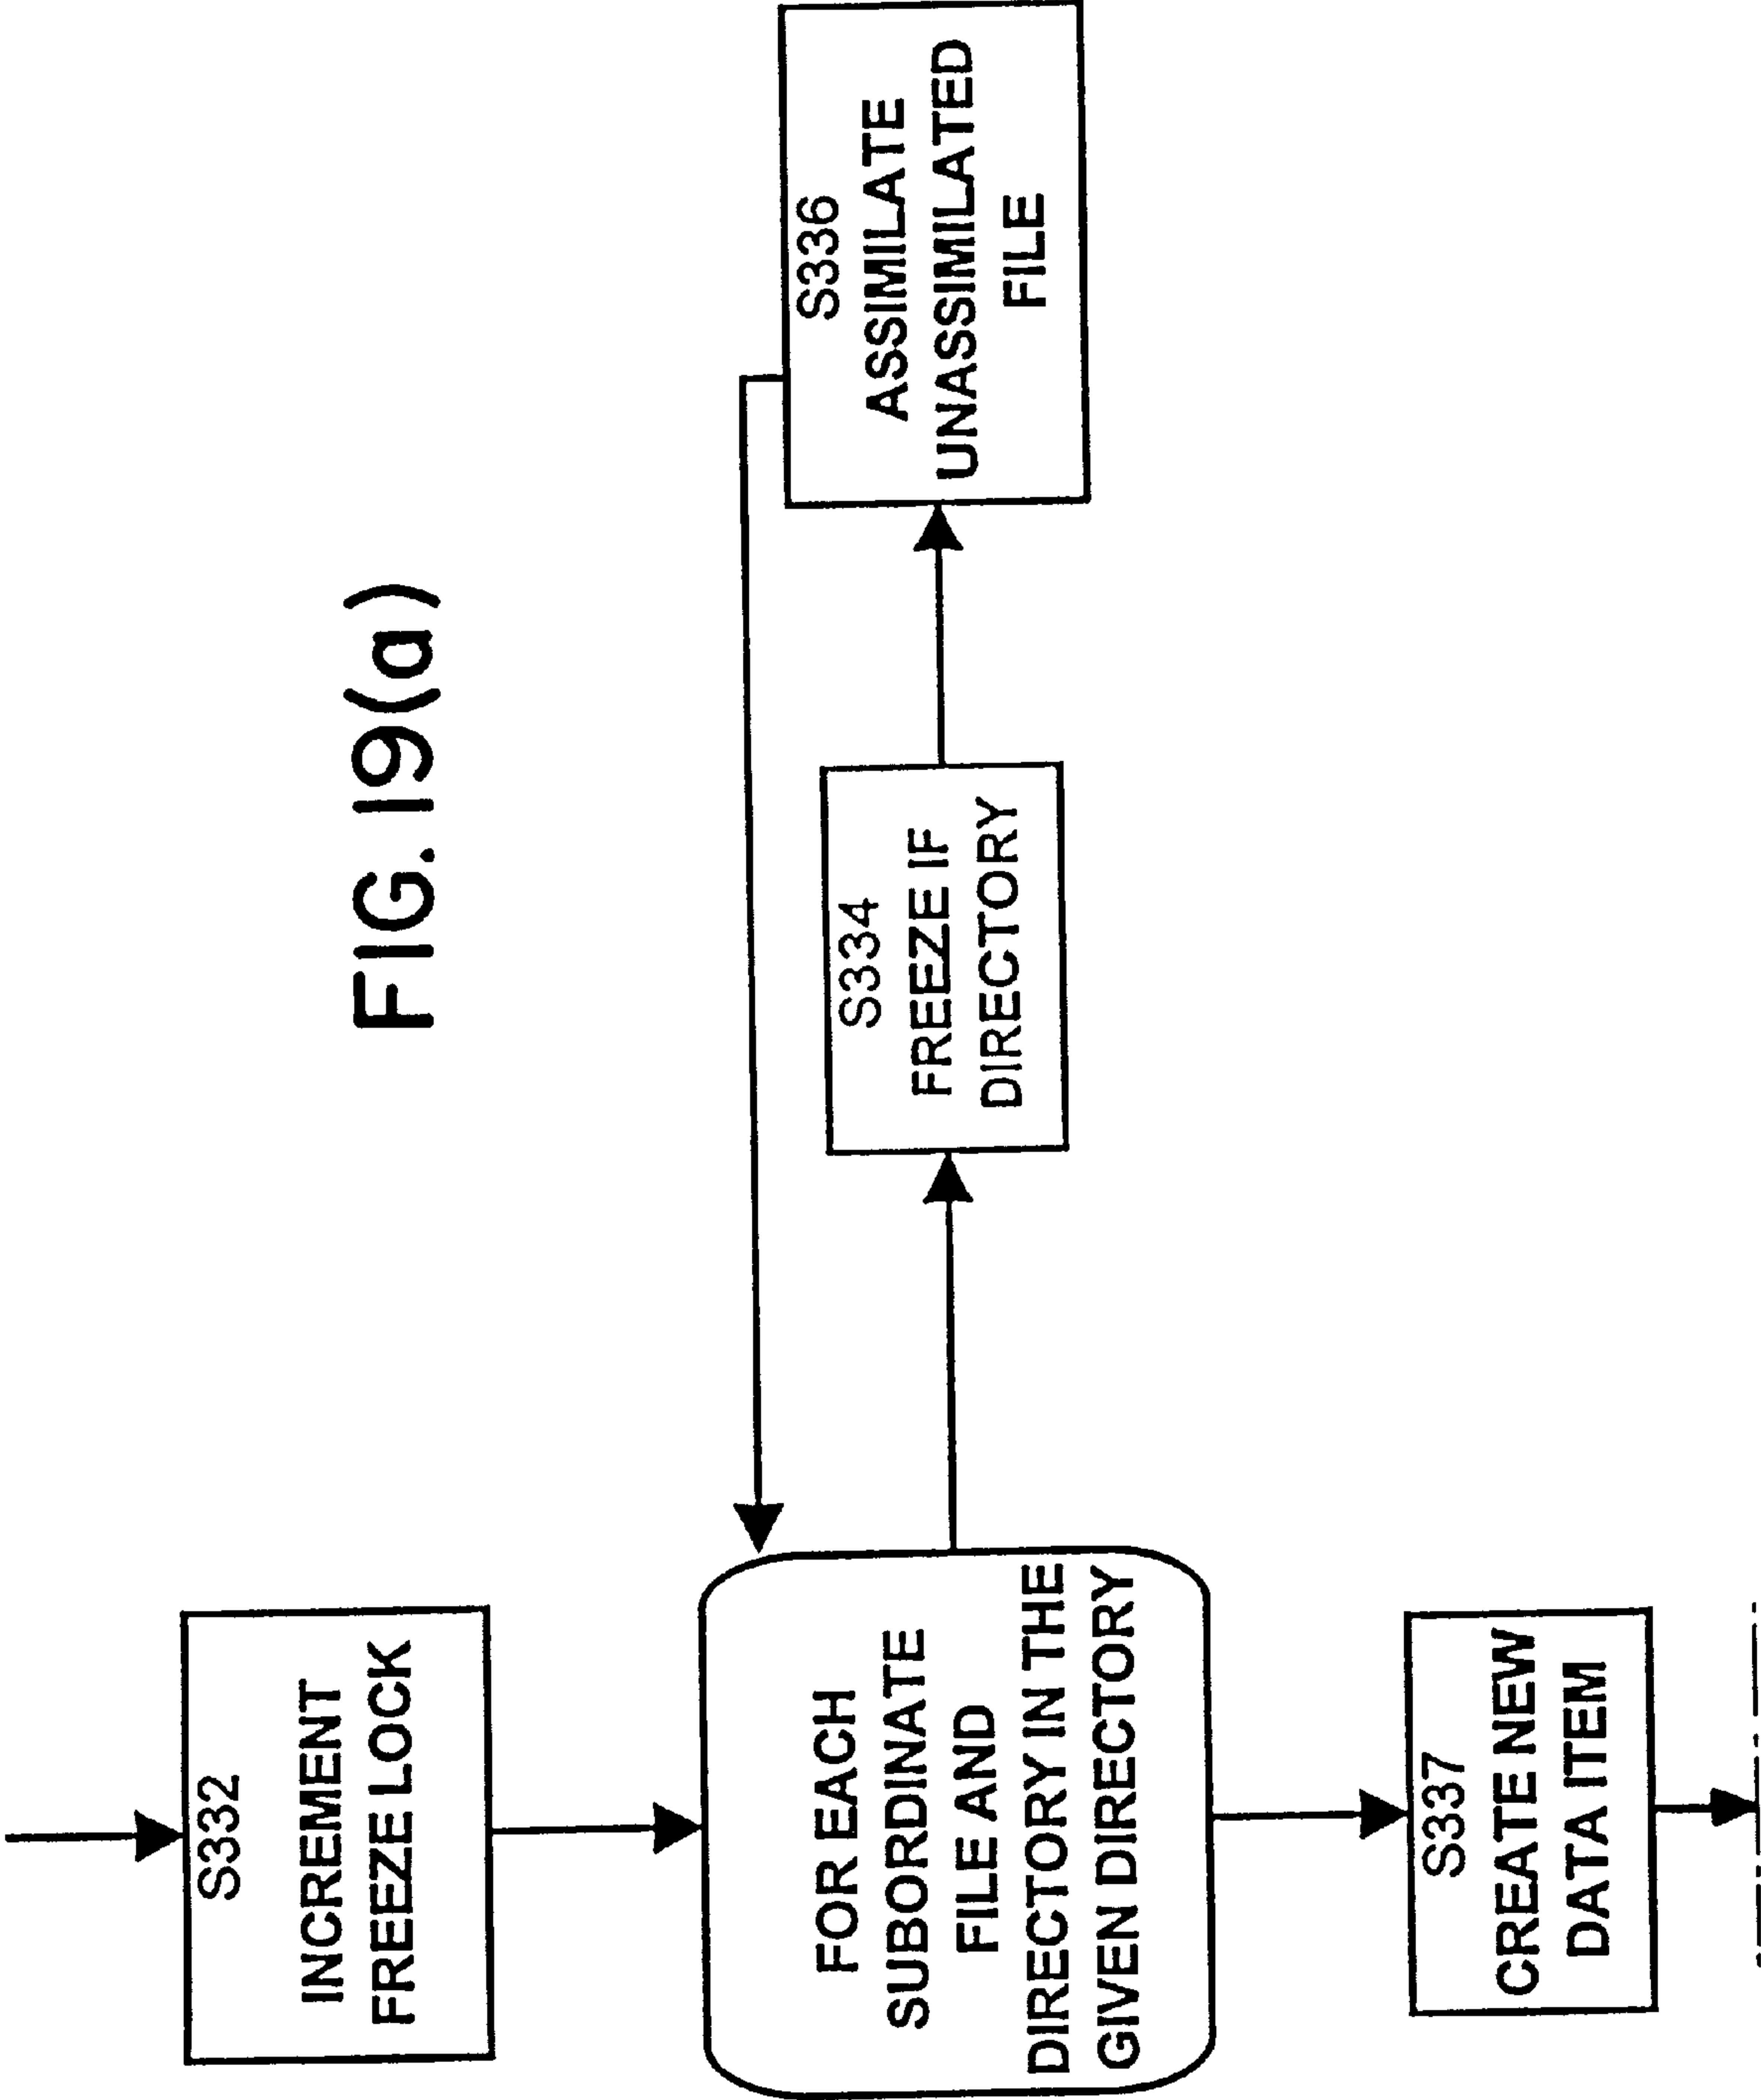 FIG. 19(a)
S332
INCREMENT
FREEZE LOCK
FOR EACH
SUBORDINATE
FILE AND
DIRECTORY IN THE
GIVEN DIRECTORY
S334
FREEZE IF
DIRECTORY
S336
ASSIMILATE
UNASSIMILATED
FILE
S337
CREATE NEW
DATA ITEM